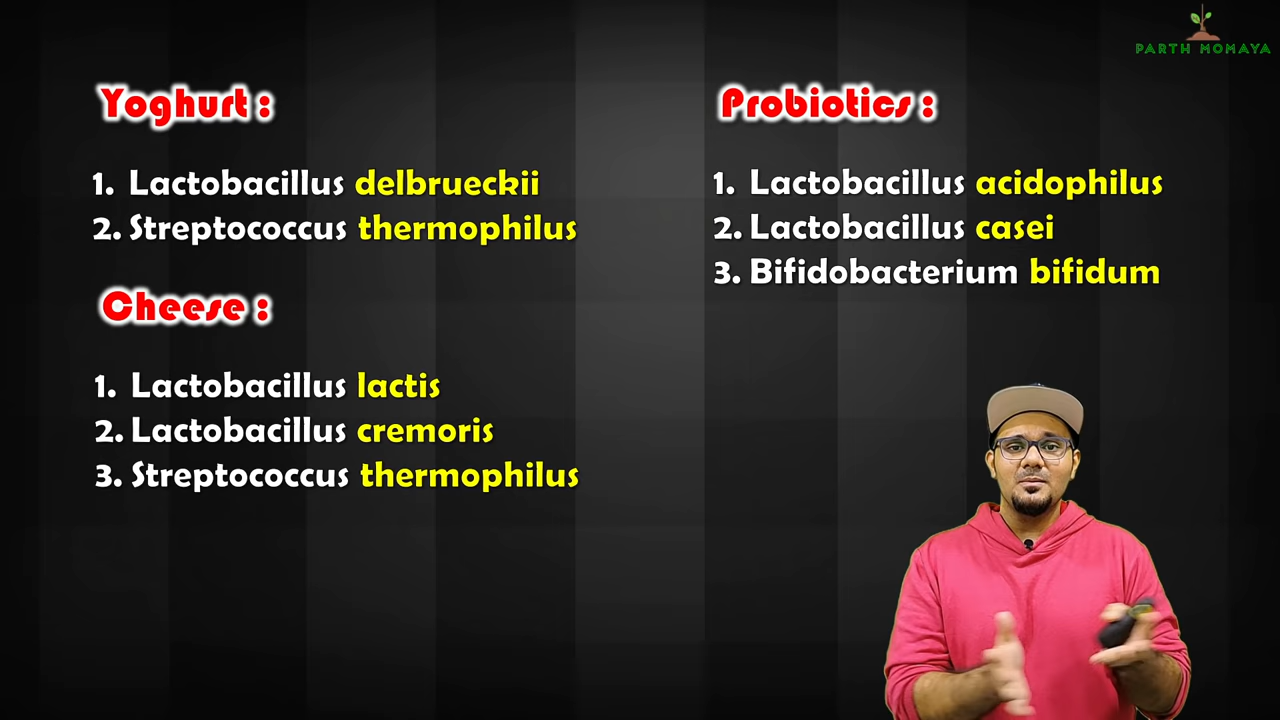 PARTH MOMAYA
Yoghurt :
1. Lactobacillus delbrueckii
2. Streptococcus thermophilus
Cheese :
1. Lactobacillus lactis
2. Lactobacillus cremoris
3. Streptococcus thermophilus
Probiotics :
1. Lactobacillus acidophilus
2. Lactobacillus casei
3. Bifidobacterium bifidum